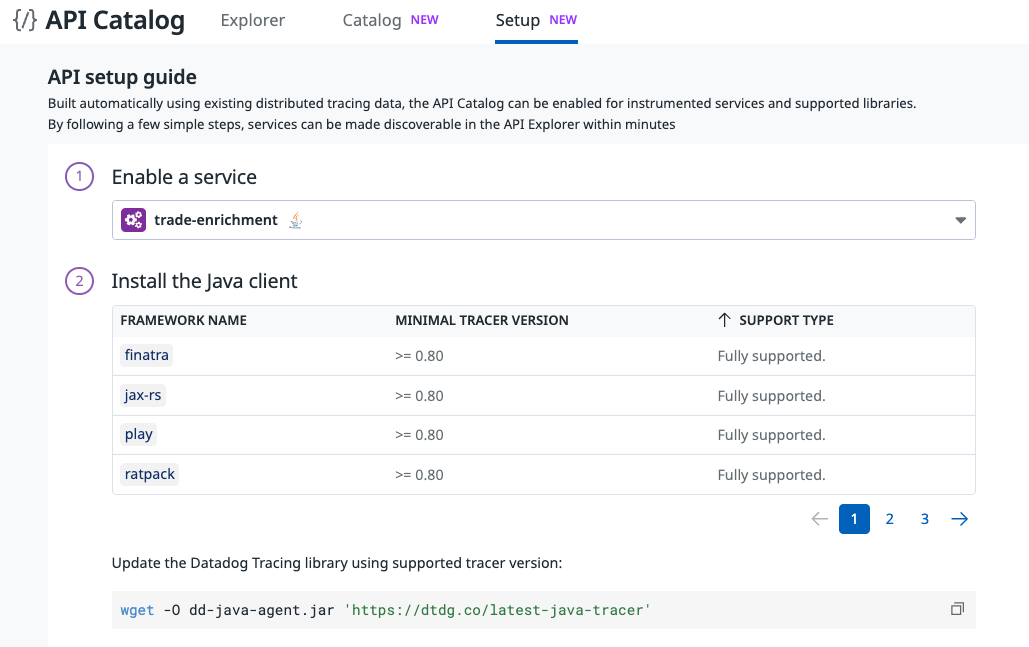 {/} API Catalog Explorer Catalog NEW Setup NEW
API setup guide
Built automatically using existing distributed tracing data, the API Catalog can be enabled for instrumented services and supported libraries.
By following a few simple steps, services can be made discoverable in the API Explorer within minutes
1 Enable a service
trade-enrichment
2 Install the Java client
FRAMEWORK NAME MINIMAL TRACER VERSION ↑ SUPPORT TYPE
finatra >= 0.80 Fully supported.
jax-rs >= 0.80 Fully supported.
play >= 0.80 Fully supported.
ratpack >= 0.80 Fully supported.
← 1 2 3 →
Update the Datadog Tracing library using supported tracer version:
wget -O dd-java-agent.jar 'https://dtdg.co/latest-java-tracer'